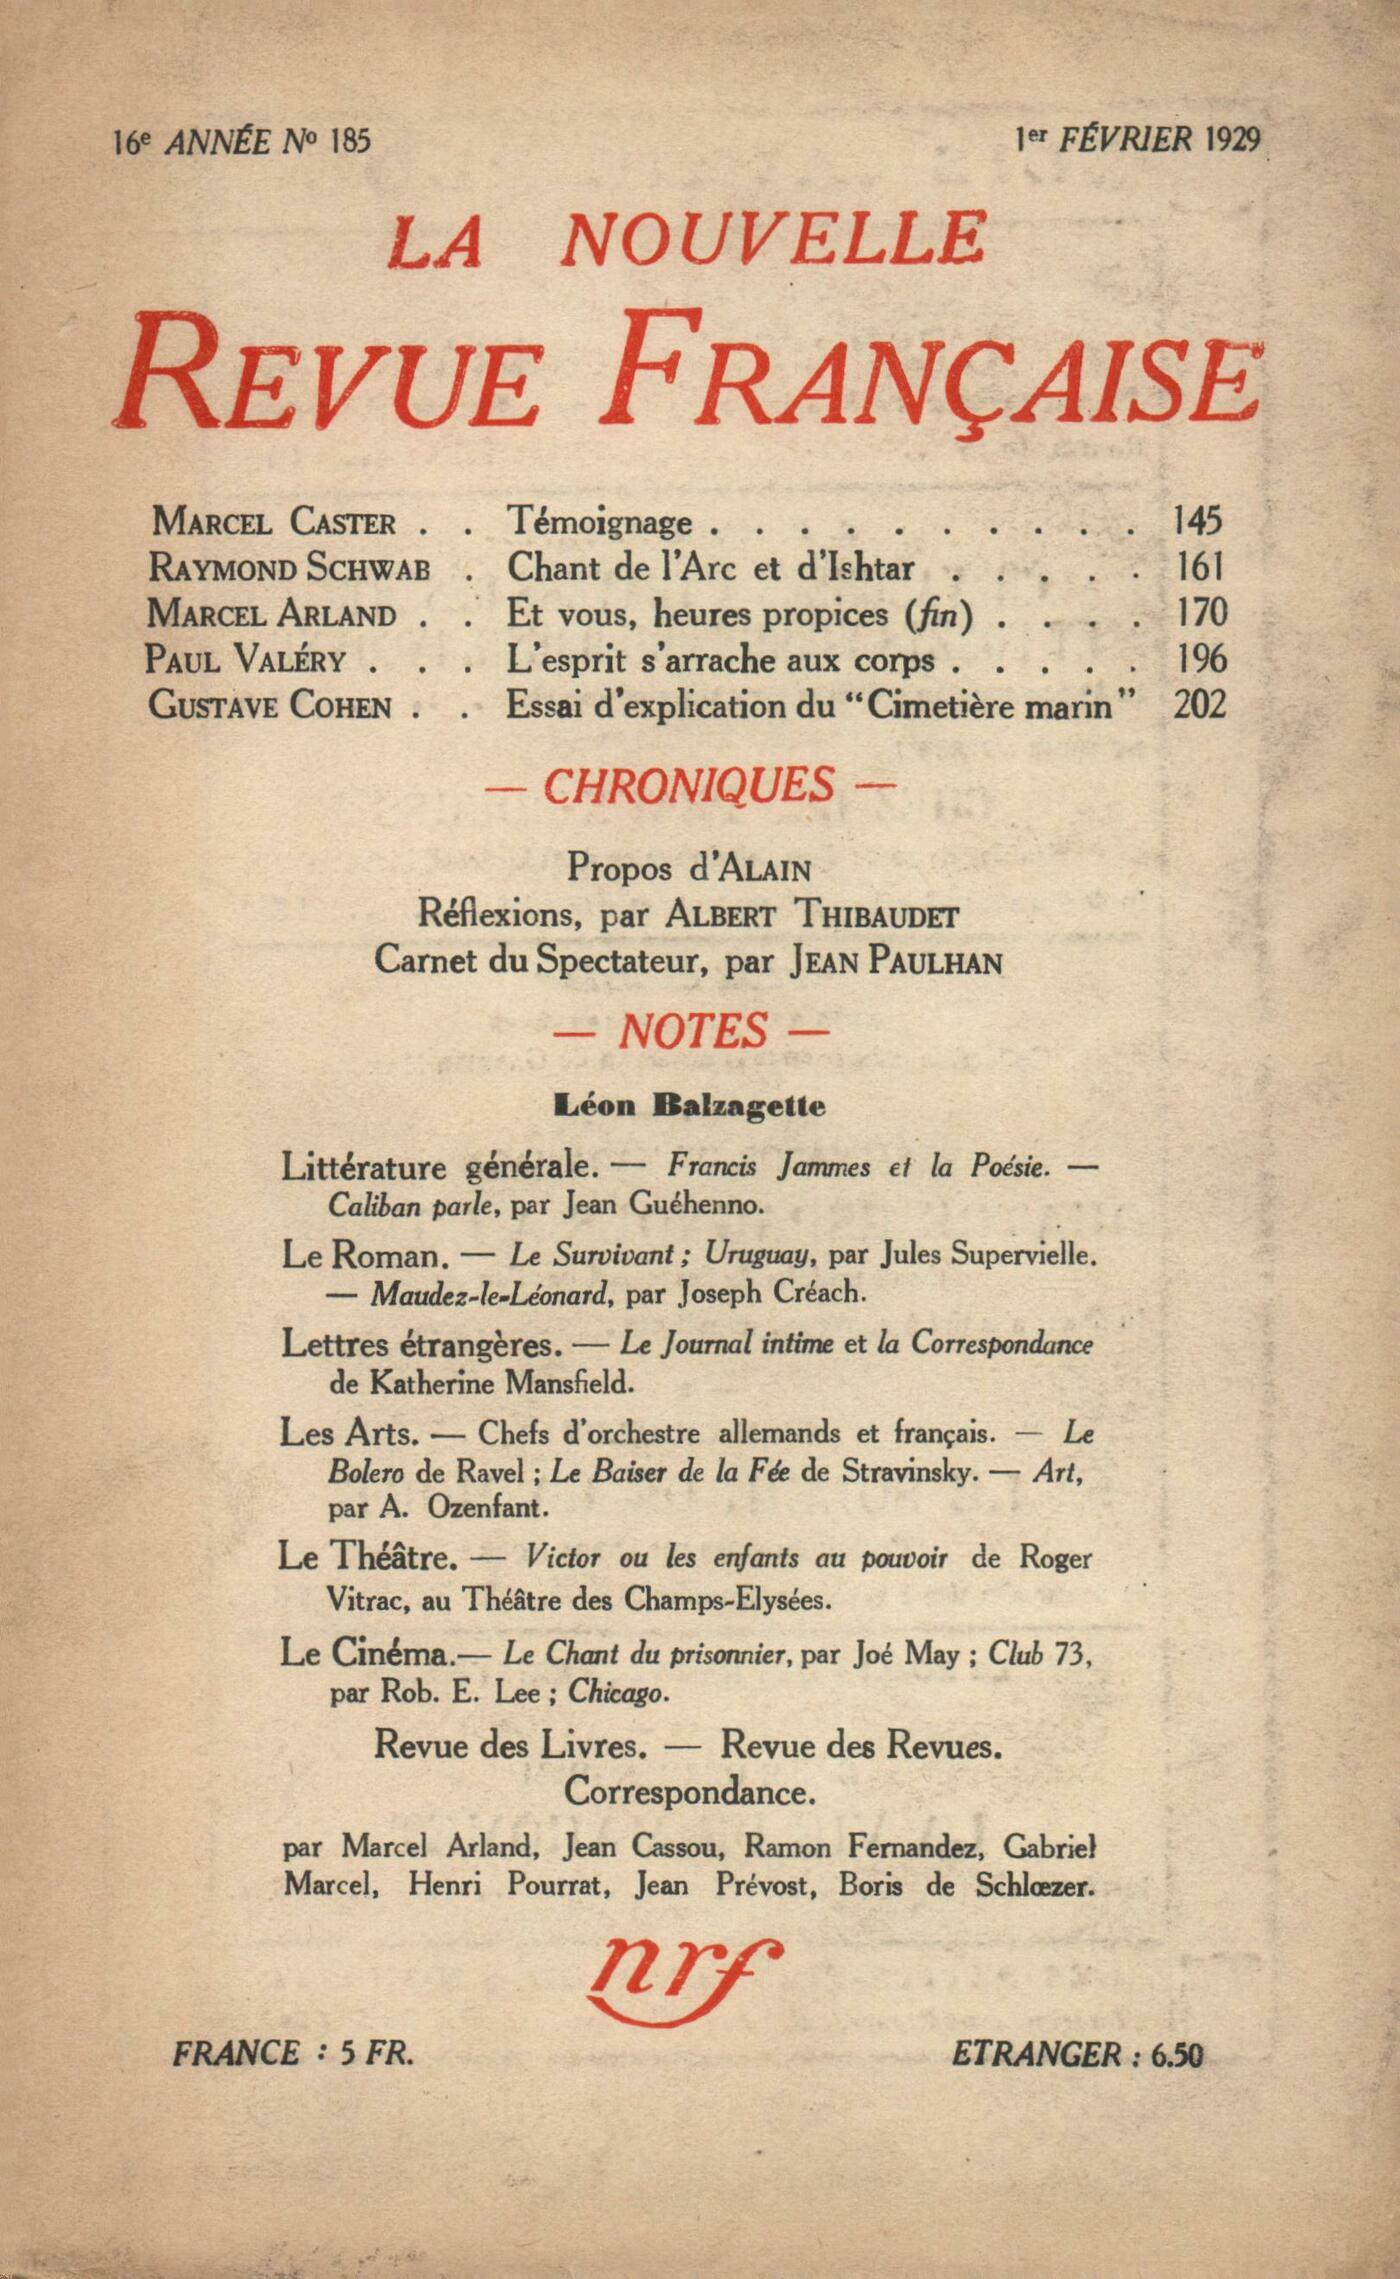 16e ANNÉE No 185
1er FÉVRIER 1929
LA NOUVELLE
REVUE FRANÇAISE
MARCEL CASTER . . Témoignage . . . . . . . . . . 145
RAYMOND SCHWAB . Chant de l'Arc et d'Ishtar . . . . . 161
MARCEL ARLAND . . Et vous, heures propices (fin) . . . . 170
PAUL VALÉRY . . . L'esprit s'arrache aux corps . . . . . 196
GUSTAVE COHEN . . Essai d'explication du “Cimetière marin” 202
— CHRONIQUES —
Propos d'ALAIN
Réflexions, par ALBERT THIBAUDET
Carnet du Spectateur, par JEAN PAULHAN
— NOTES —
Léon Balzagette
Littérature générale. — Francis Jammes et la Poésie. —
Caliban parle, par Jean Guéhenno.
Le Roman. — Le Survivant ; Uruguay, par Jules Supervielle.
— Maudez-le-Léonard, par Joseph Créach.
Lettres étrangères. — Le Journal intime et la Correspondance
de Katherine Mansfield.
Les Arts. — Chefs d'orchestre allemands et français. — Le
Bolero de Ravel ; Le Baiser de la Fée de Stravinsky. — Art,
par A. Ozenfant.
Le Théâtre. — Victor ou les enfants au pouvoir de Roger
Vitrac, au Théâtre des Champs-Elysées.
Le Cinéma.— Le Chant du prisonnier, par Joé May ; Club 73,
par Rob. E. Lee ; Chicago.
Revue des Livres. — Revue des Revues.
Correspondance.
par Marcel Arland, Jean Cassou, Ramon Fernandez, Gabriel
Marcel, Henri Pourrat, Jean Prévost, Boris de Schlœzer.
nrf
FRANCE : 5 FR.
ETRANGER : 6.50